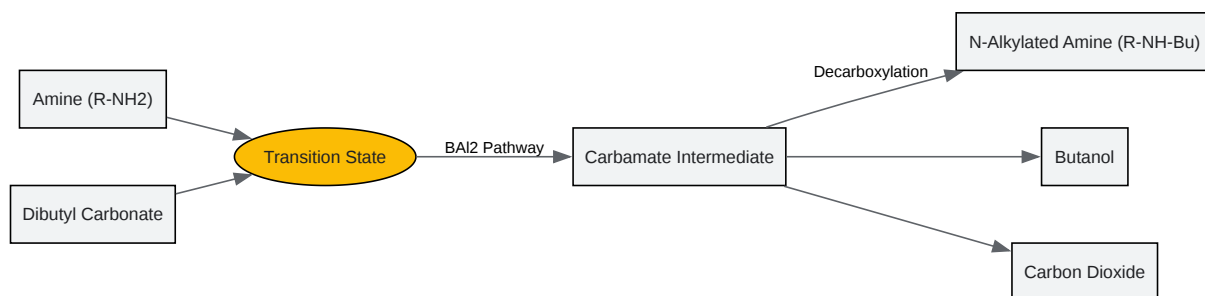 Amine (R-NH2)
Dibutyl Carbonate
Transition State
BAl2 Pathway
Carbamate Intermediate
Decarboxylation
N-Alkylated Amine (R-NH-Bu)
Butanol
Carbon Dioxide